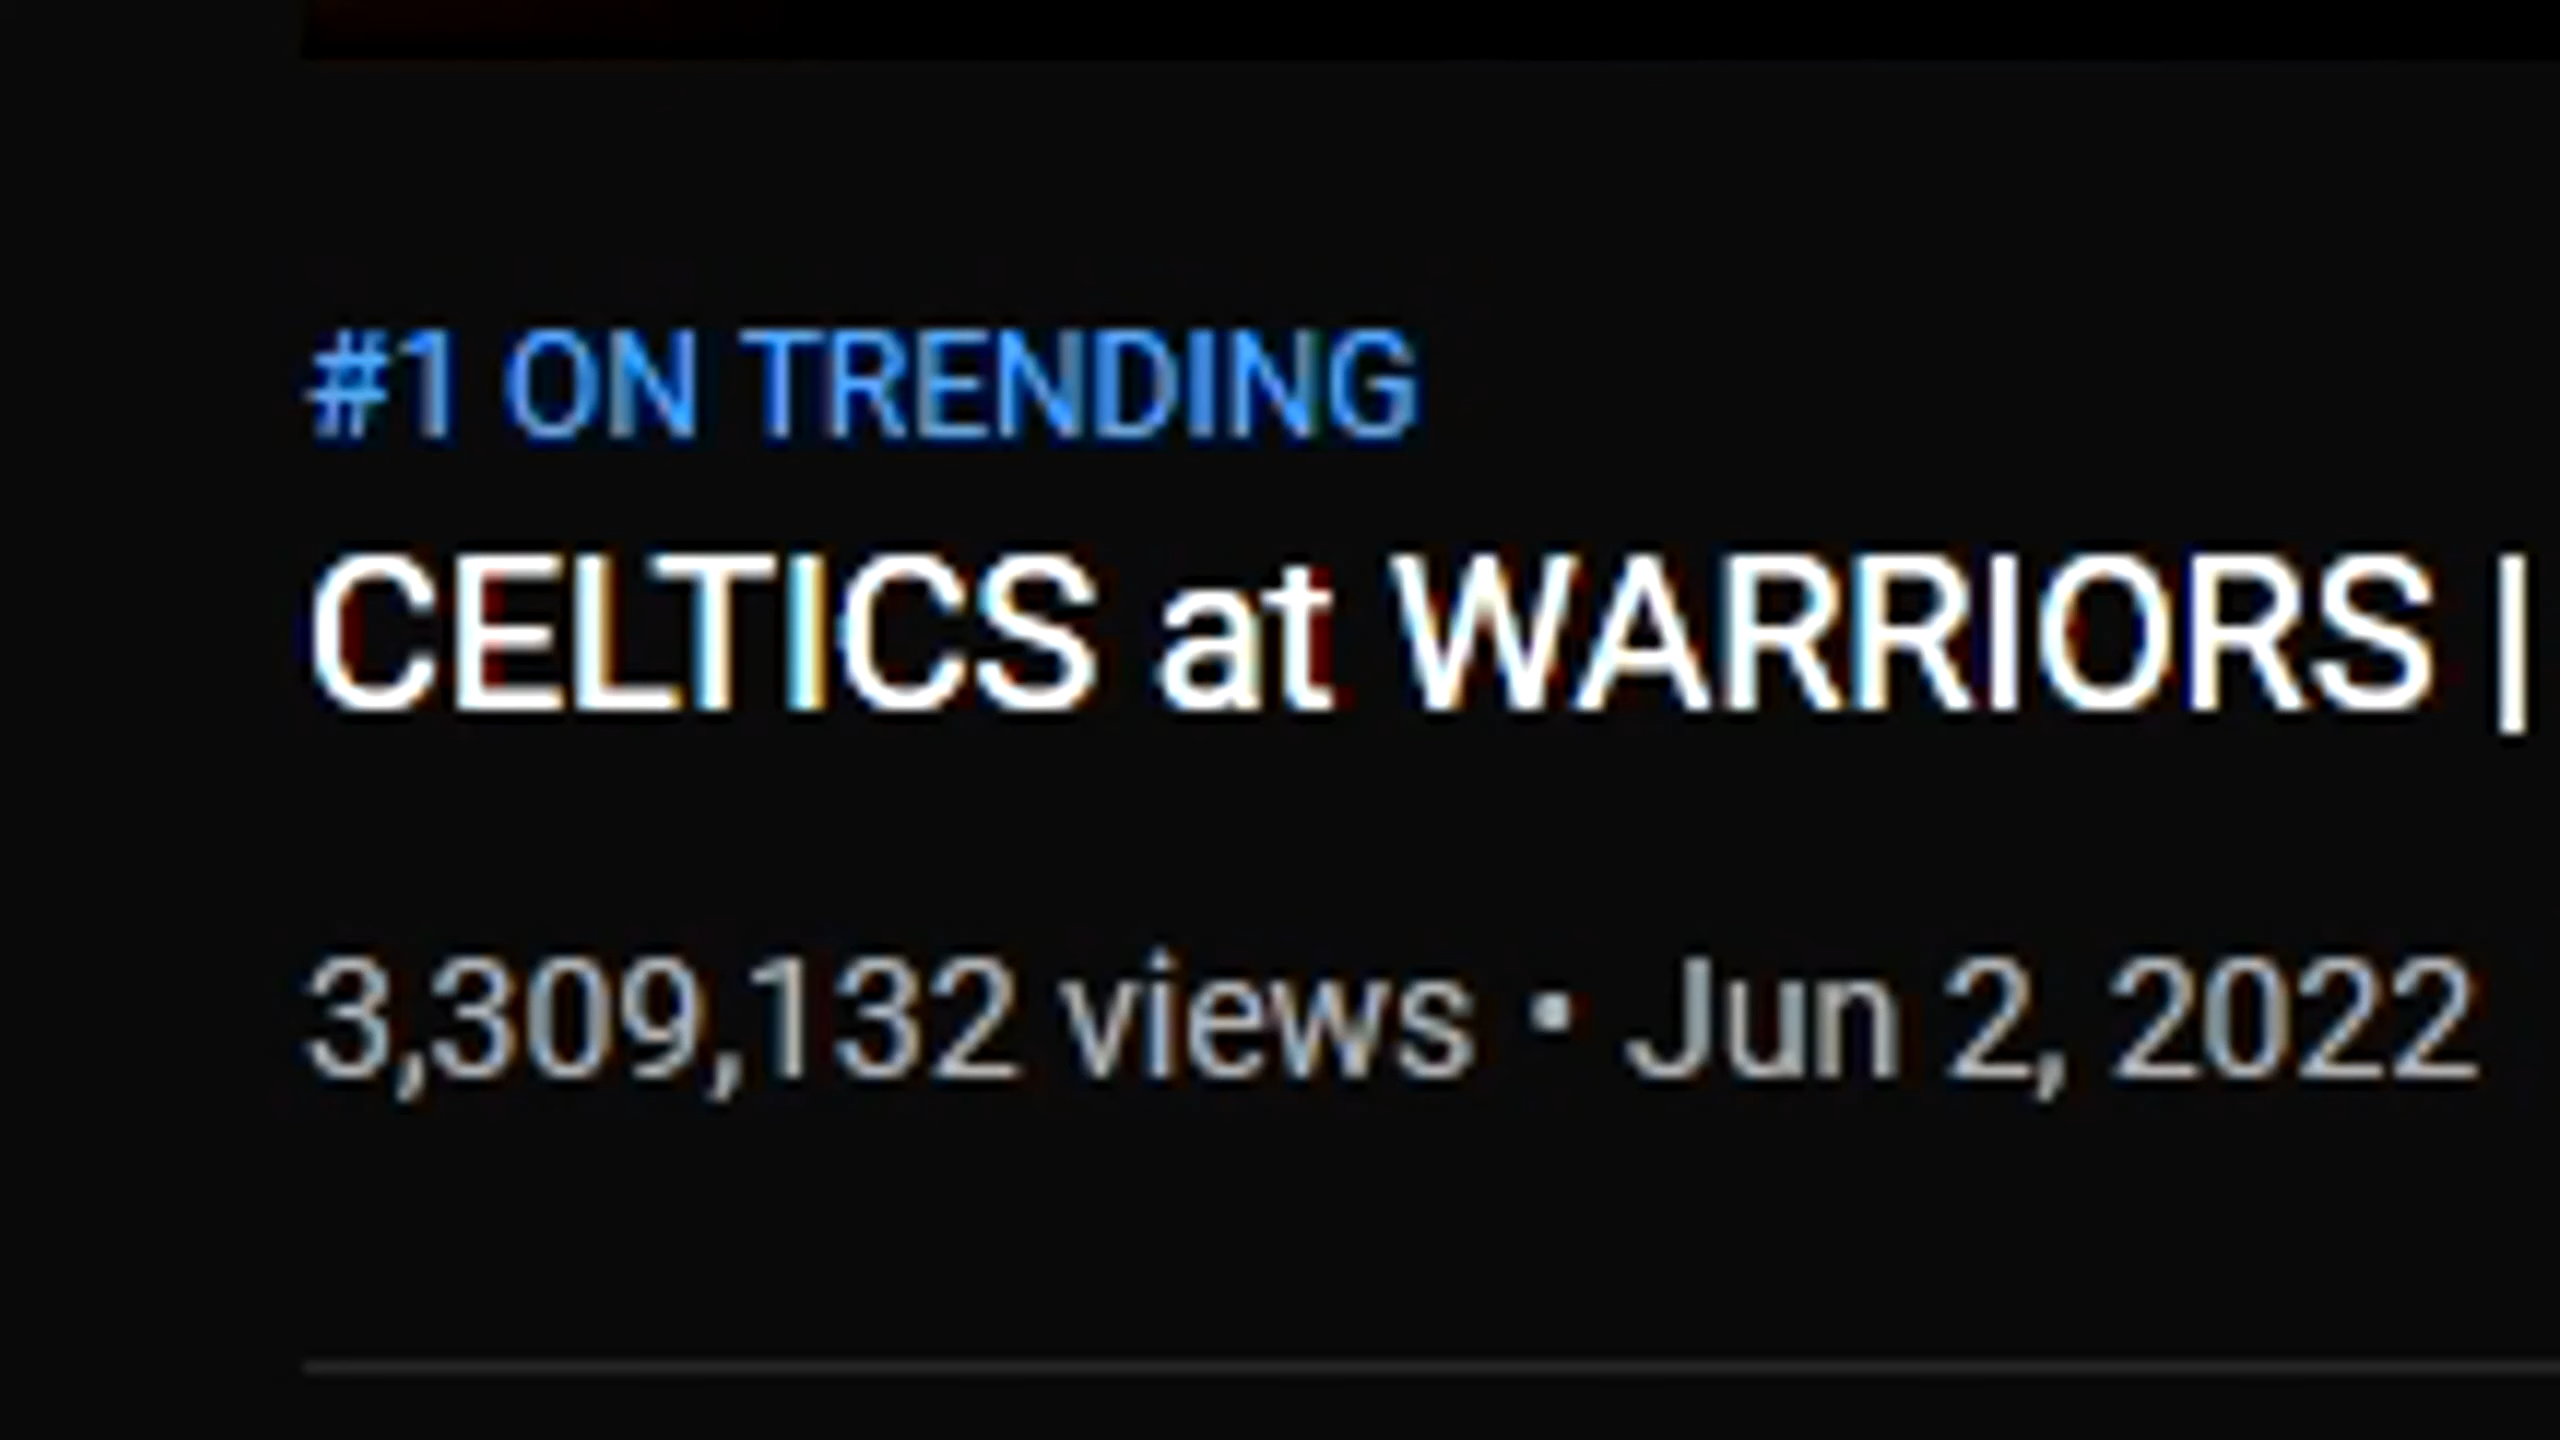 #1 ON TRENDING
CELTICS at WARRIORS |
3,309,132 views • Jun 2, 2022